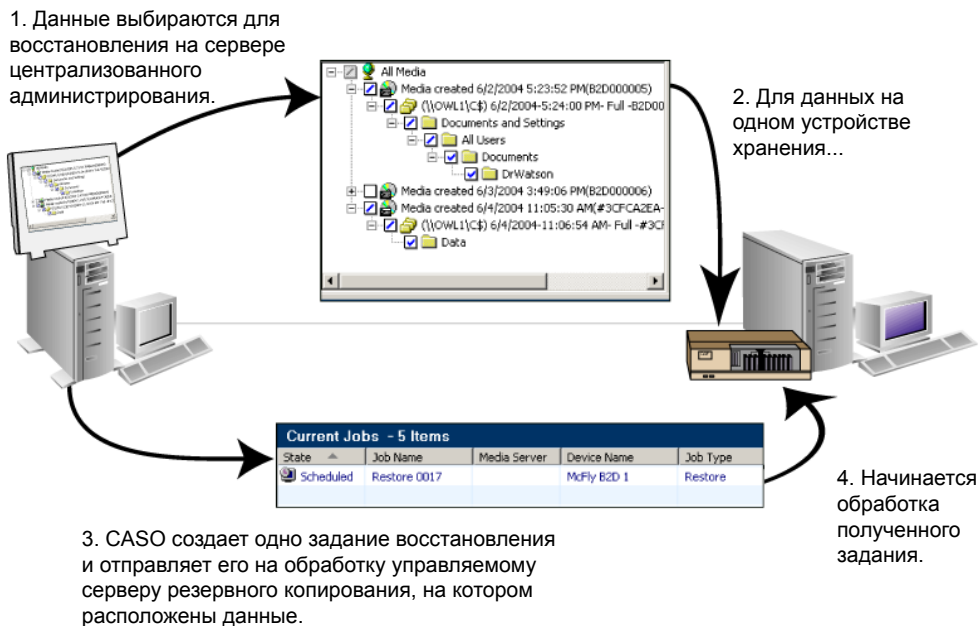 1. Данные выбираются для
восстановления на сервере
централизованного
администрирования.
All Media
Media created 6/2/2004 5:23:52 PM(B2D000005)
(\\OWL1\C$) 6/2/2004-5:24:00 PM- Full -B2D00
Documents and Settings
All Users
Documents
DrWatson
Media created 6/3/2004 3:49:06 PM(B2D000006)
Media created 6/4/2004 11:05:30 AM(#3CFCA2EA-
(\\OWL1\C$) 6/4/2004-11:06:54 AM- Full -#3CF
Data
2. Для данных на
одном устройстве
хранения...
Current Jobs - 5 Items
State Job Name Media Server Device Name Job Type
Scheduled Restore 0017 McFly B2D 1 Restore
3. CASO создает одно задание восстановления
и отправляет его на обработку управляемому
серверу резервного копирования, на котором
расположены данные.
4. Начинается
обработка
полученного
задания.